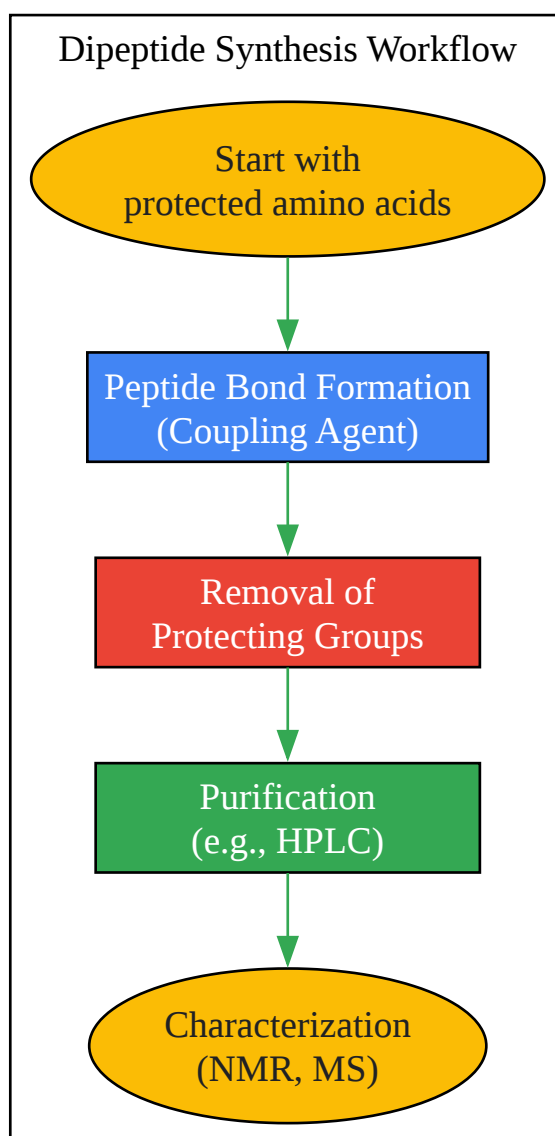 Dipeptide Synthesis Workflow
Start with
protected amino acids
Peptide Bond Formation
(Coupling Agent)
Removal of
Protecting Groups
Purification
(e.g., HPLC)
Characterization
(NMR, MS)